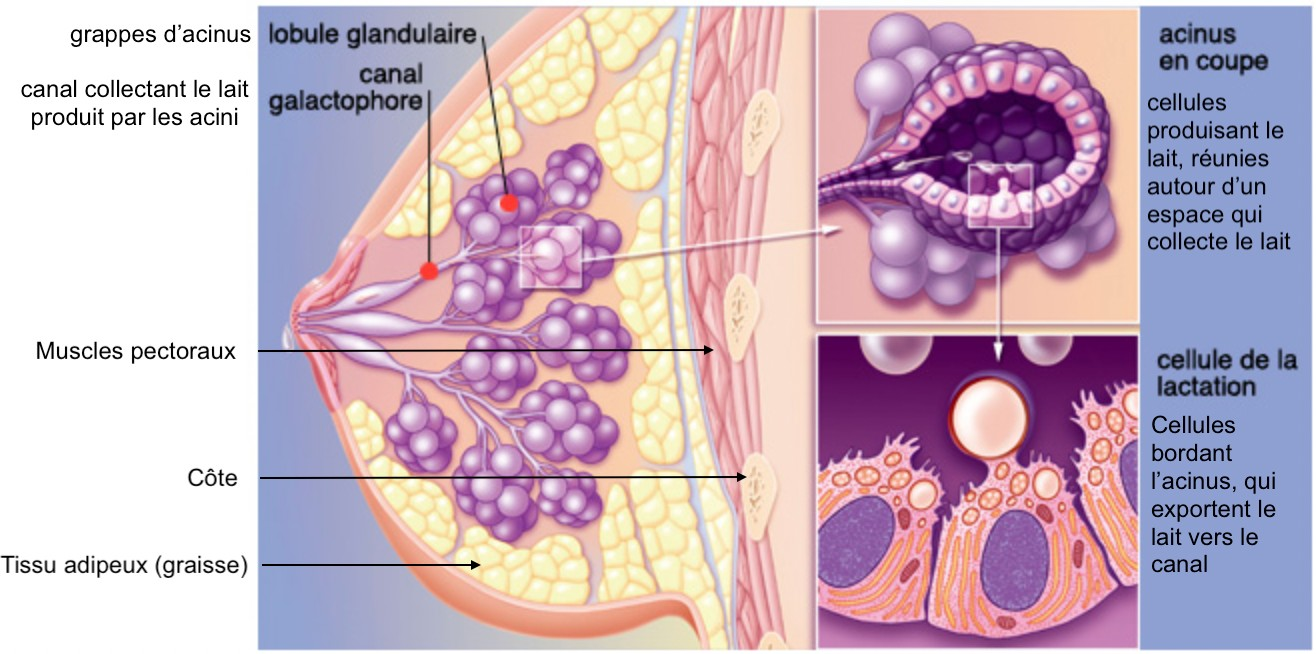 grappes d’acinus
canal collectant le lait
produit par les acini
lobule glandulaire
canal
galactophore
Muscles pectoraux
Côte
Tissu adipeux (graisse)
acinus
en coupe
cellules
produisant le
lait, réunies
autour d’un
espace qui
collecte le lait
cellule de la
lactation
Cellules
bordant
l’acinus, qui
exportent le
lait vers le
canal